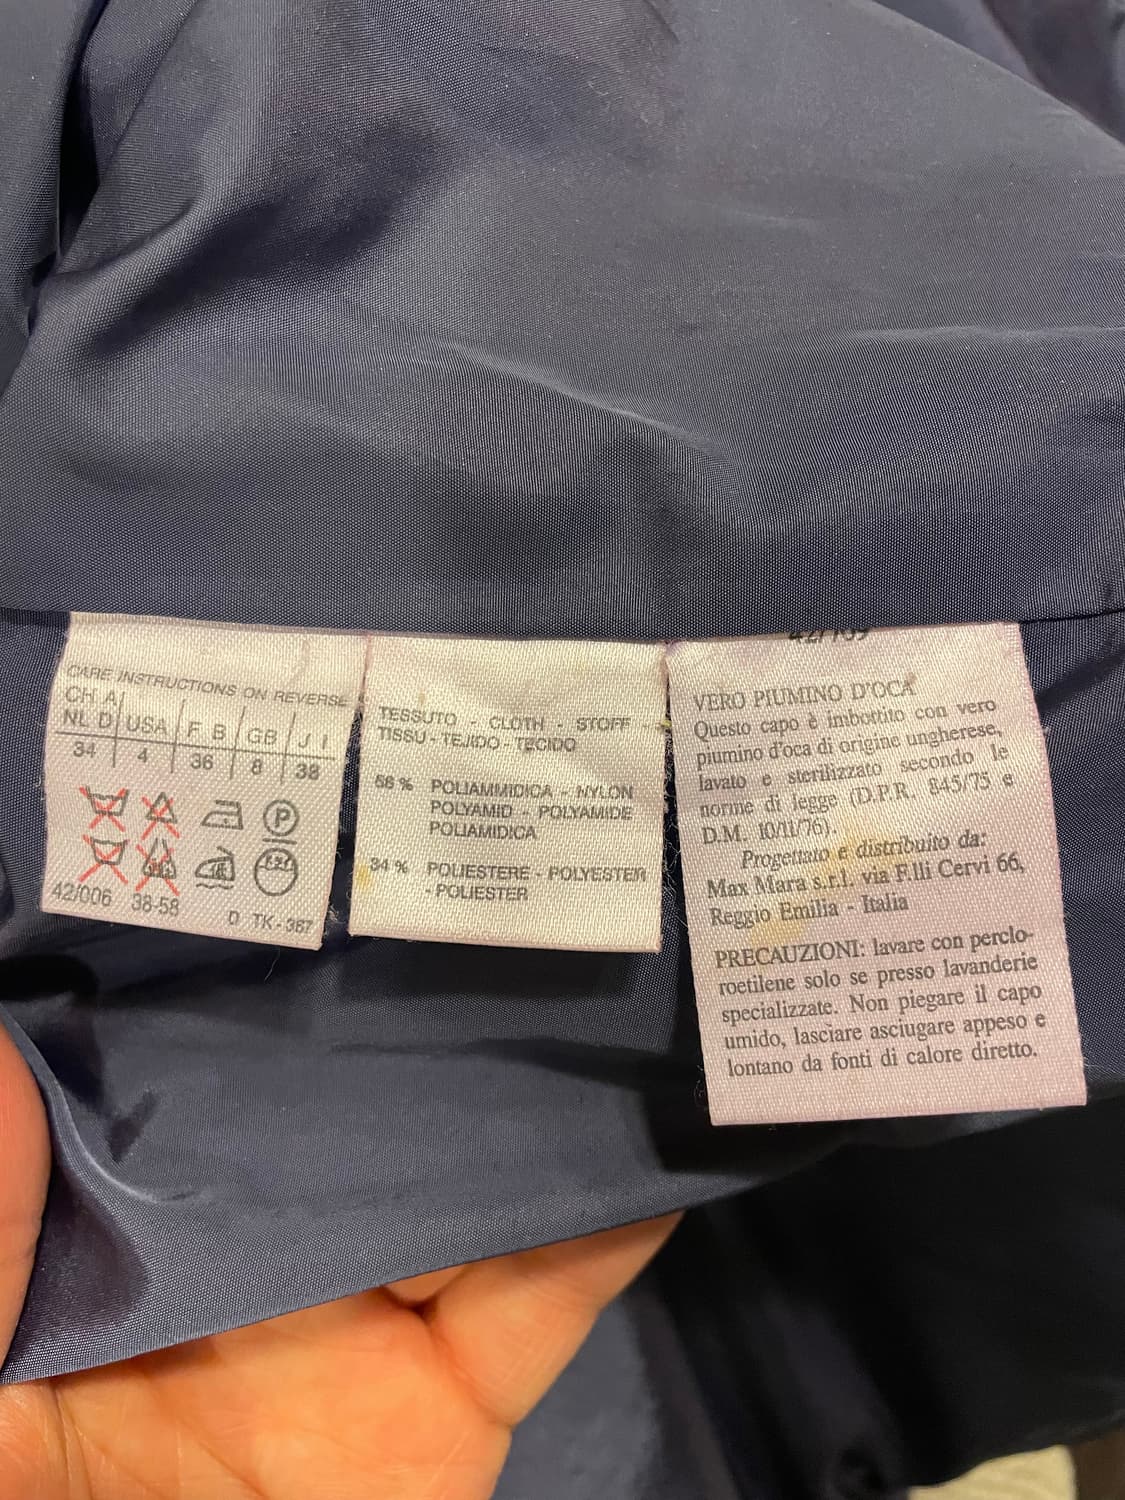 CARE INSTRUCTIONS ON REVERSE
CH A
NL D USA F B GB J I
34 4 36 8 38
P
42/006 38-58 D TK-387
TESSUTO - CLOTH - STOFF
TISSU - TEJIDO - TECIDO
POLIAMMIDICA - NYLON
POLYAMID - POLYAMIDE
POLIAMIDICA
34 % POLIESTERE - POLYESTER
- POLIESTER
42/109
VERO PIUMINO D'OCA
Questo capo è imbottito con vero
piumino d'oca di origine ungherese,
lavato e sterilizzato secondo le
norme di legge (D.P.R. 845/75 e
D.M. 10/11/76).
Progettato e distribuito da:
Max Mara s.r.l. via F.lli Cervi 66,
Reggio Emilia - Italia
PRECAUZIONI: lavare con perclo-
roetilene solo se presso lavanderie
specializzate. Non piegare il capo
umido, lasciare asciugare appeso e
lontano da fonti di calore diretto.